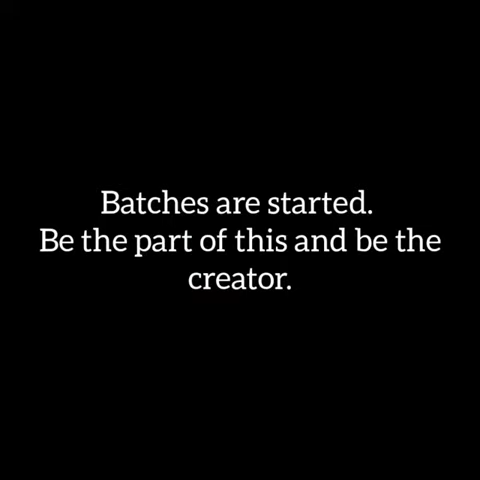 Batches are started.
Be the part of this and be the
creator.